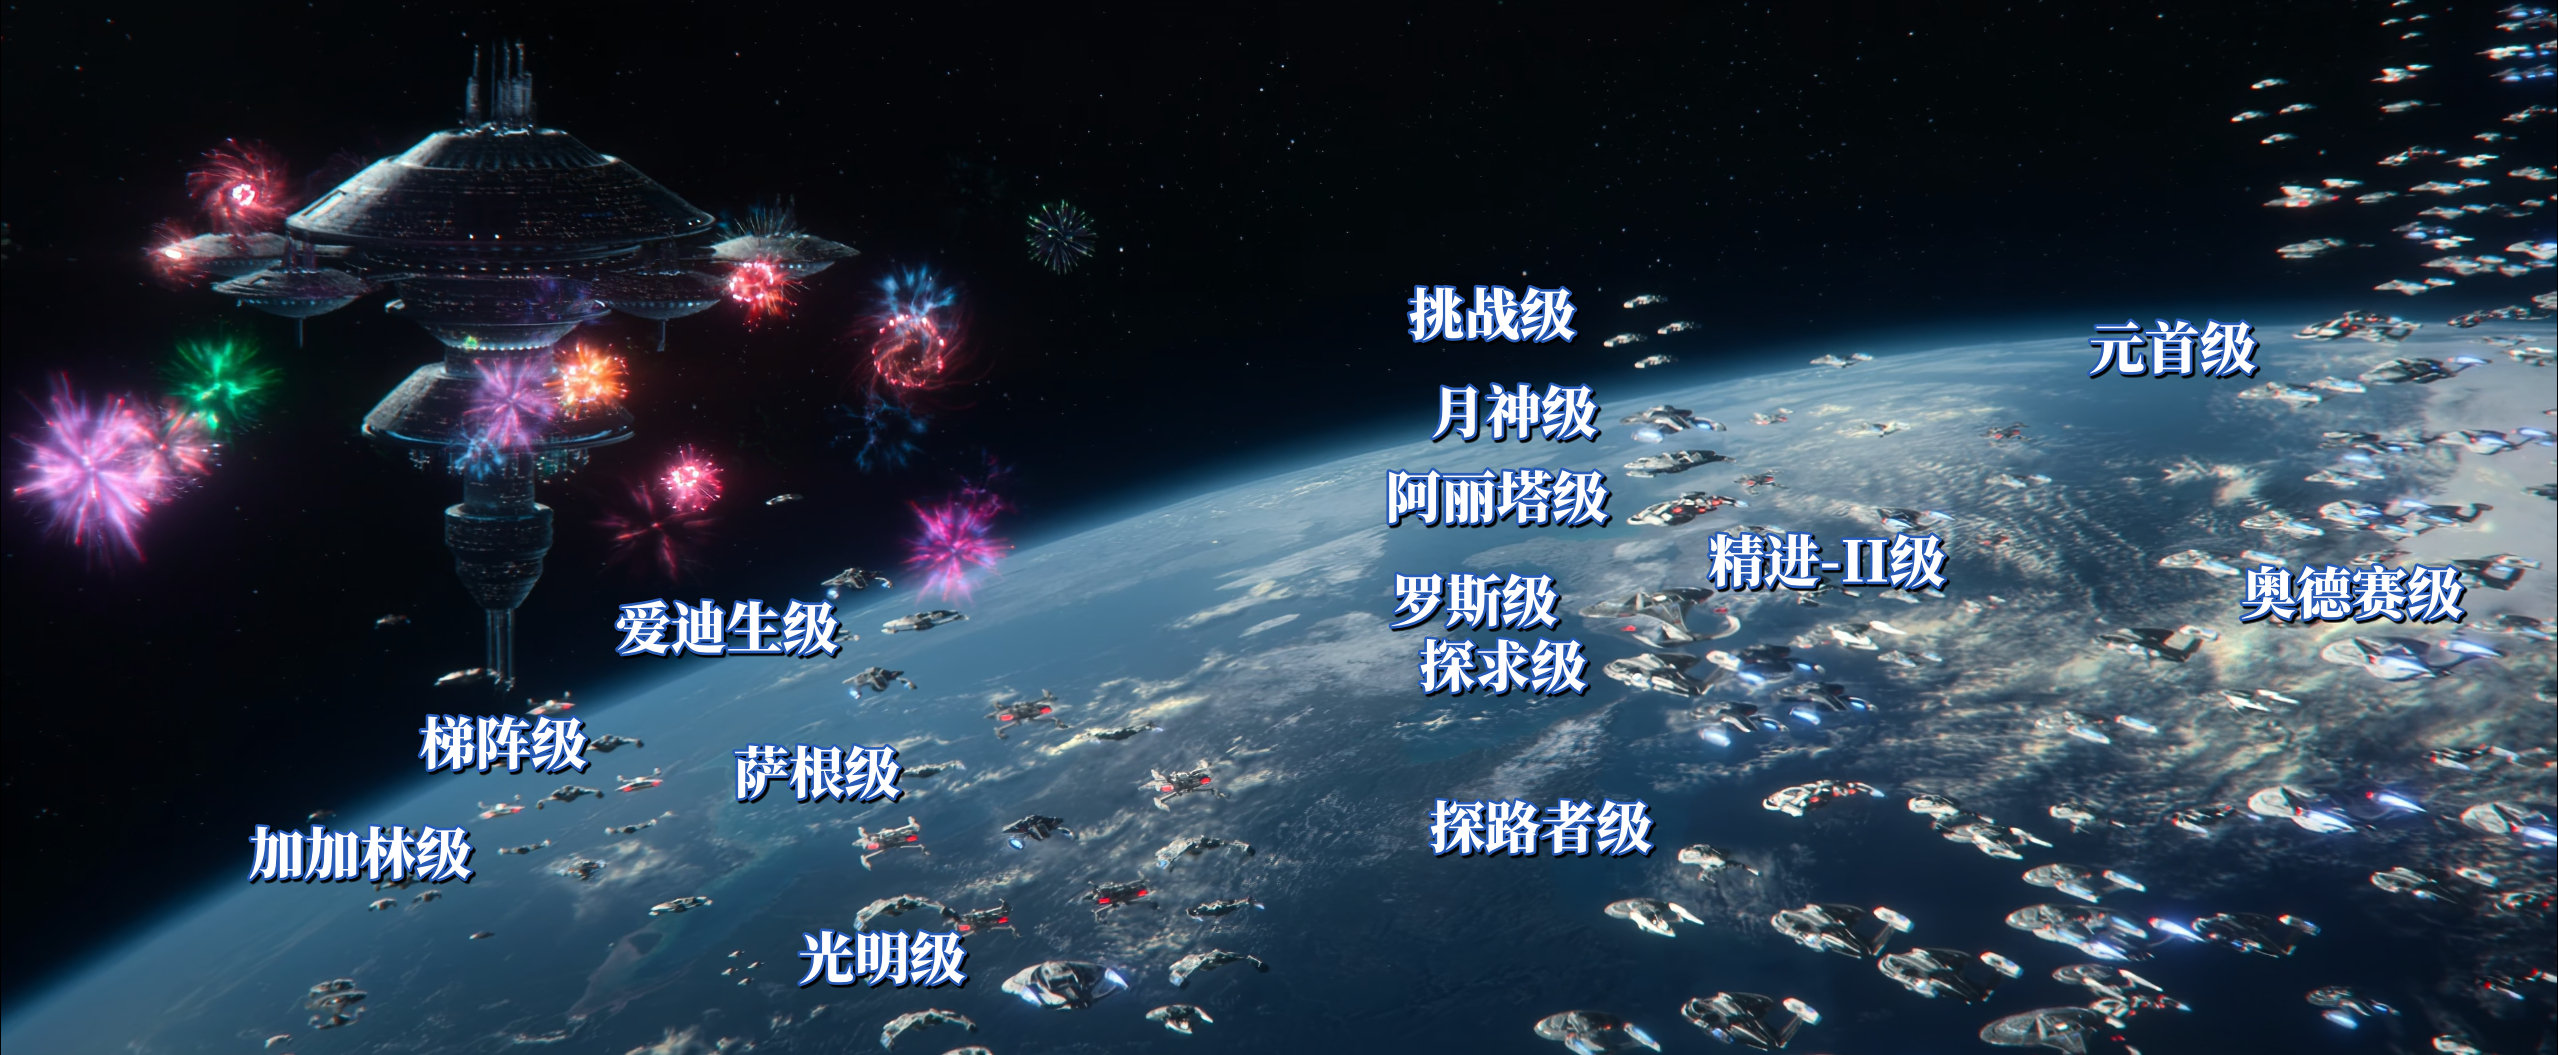 挑战级
元首级
月神级
阿丽塔级
精进-II级
罗斯级
奥德赛级
爱迪生级
探求级
梯阵级
萨根级
探路者级
加加林级
光明级